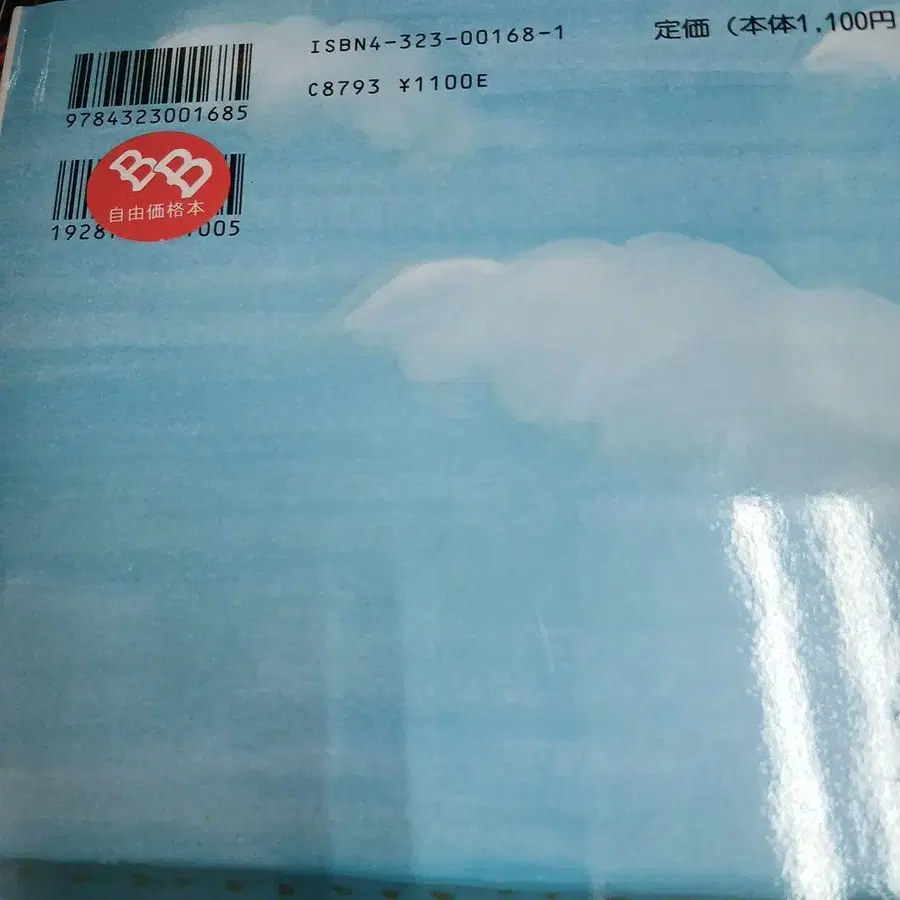 ISBN4-323-00168-1
定価（本体1,100円
C8793 ¥1100E
9784323001685
BB
自由価格本
1928
1005